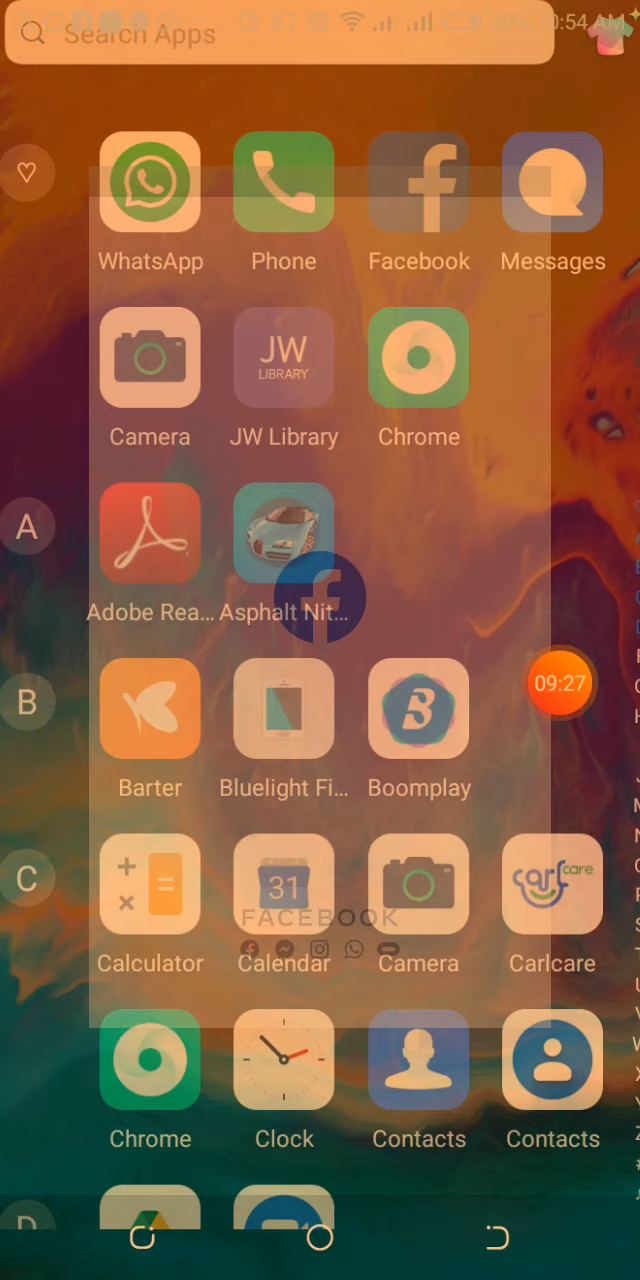 Search Apps
10:54 AM
WhatsApp Phone Facebook Messages
JW
LIBRARY
Camera JW Library Chrome
A
Adobe Rea... Asphalt Nit...
09:27
B
B
Barter Bluelight Fi... Boomplay
C
31
carlcare
FACEBOOK
Calculator Calendar Camera Carlcare
Chrome Clock Contacts Contacts
D